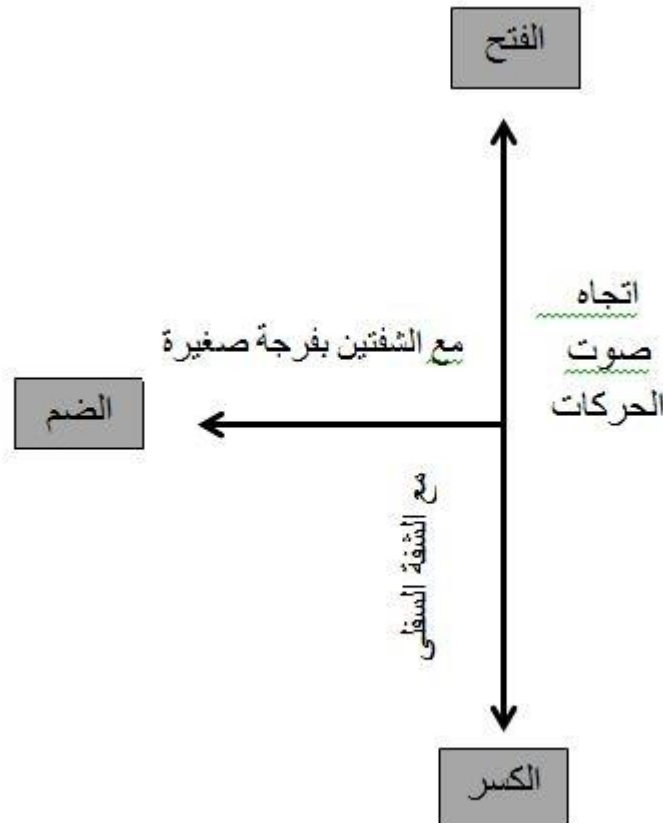 الفتح
اتجاه
صوت
الحركات
مع الشفتين بفرجة صغيرة
الضم
مع الشفة السفلى
الكسر